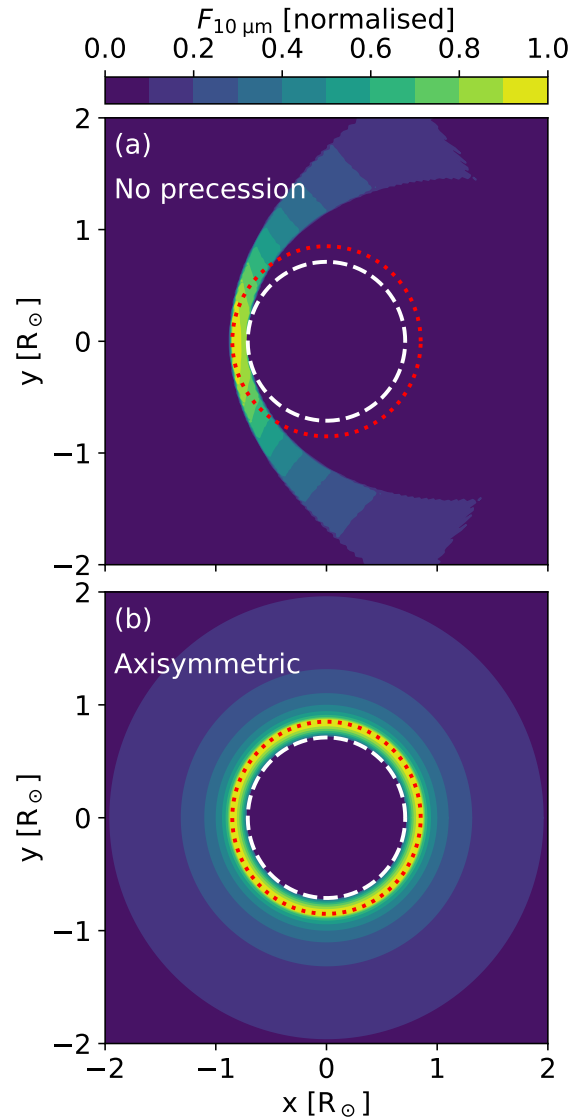 F₁₀ μm [normalised]
0.0 0.2 0.4 0.6 0.8 1.0
(a)
No precession
2
1
0
−1
−2
y [R⊙]
(b)
Axisymmetric
2
1
0
−1
−2
y [R⊙]
−2 −1 0 1 2
x [R⊙]